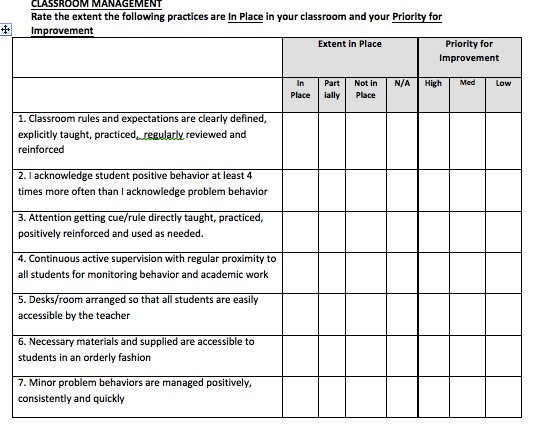 CLASSROOM MANAGEMENT
Rate the extent the following practices are In Place in your classroom and your Priority for
Improvement
Extent in Place
Priority for
Improvement
In
Place
Part
ially
Not in
Place
N/A
High
Med
Low
1. Classroom rules and expectations are clearly defined,
explicitly taught, practiced, regularly reviewed and
reinforced
2. I acknowledge student positive behavior at least 4
times more often than I acknowledge problem behavior
3. Attention getting cue/rule directly taught, practiced,
positively reinforced and used as needed.
4. Continuous active supervision with regular proximity to
all students for monitoring behavior and academic work
5. Desks/room arranged so that all students are easily
accessible by the teacher
6. Necessary materials and supplied are accessible to
students in an orderly fashion
7. Minor problem behaviors are managed positively,
consistently and quickly